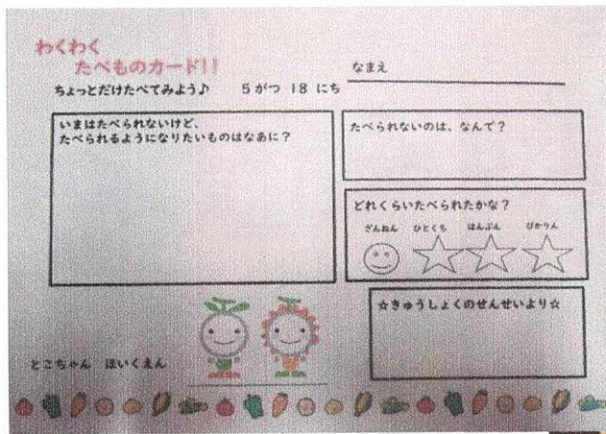 わくわく
たべものカード!!
なまえ
ちょっとだけたべてみよう♪ 5がつ 18 にち
いまはたべられないけど、
たべられるようになりたいものはなあに?
たべられないのは、なんで?
どれくらいたべられたかな?
ざんねん ひとくち はんぶん ぴかりん
☆きゅうしょくのせんせいより☆
とこちゃん ほいくえん